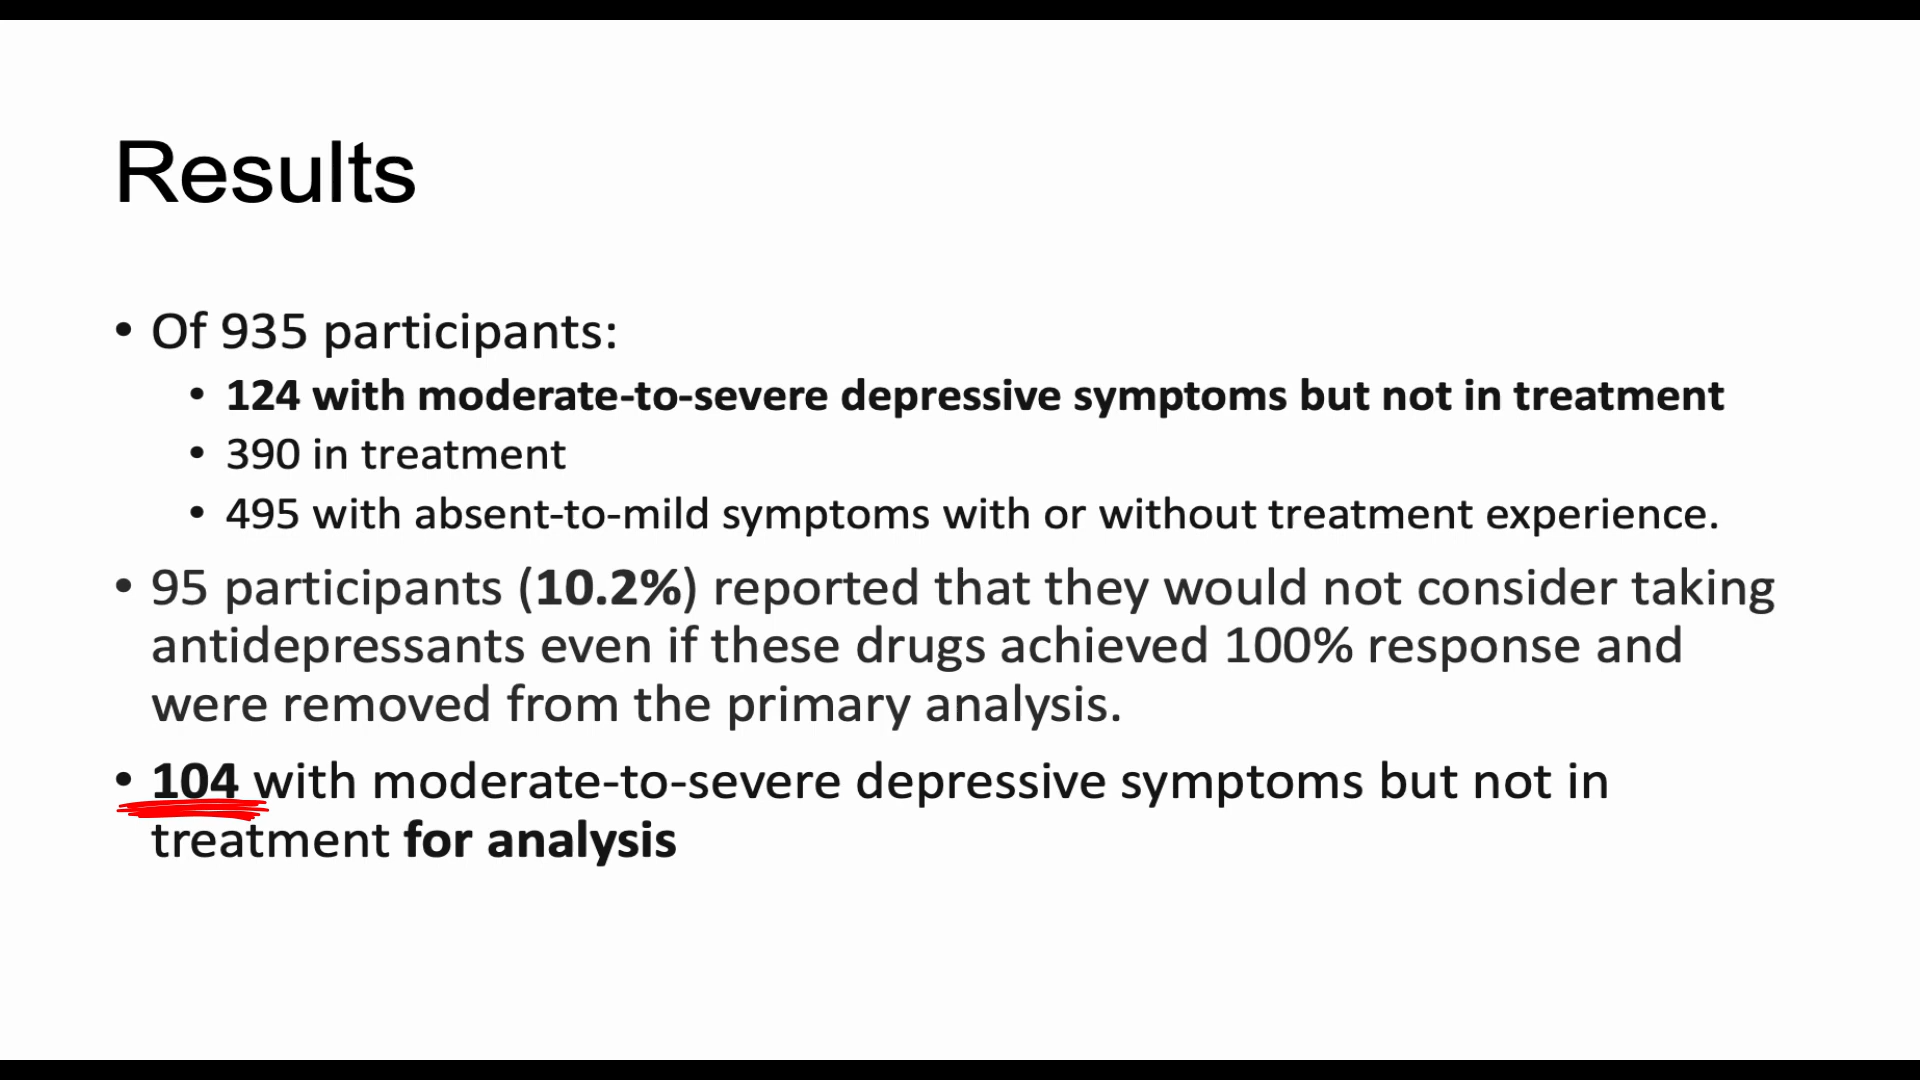 Results
• Of 935 participants:
• 124 with moderate-to-severe depressive symptoms but not in treatment
• 390 in treatment
• 495 with absent-to-mild symptoms with or without treatment experience.
• 95 participants (10.2%) reported that they would not consider taking
antidepressants even if these drugs achieved 100% response and
were removed from the primary analysis.
• 104 with moderate-to-severe depressive symptoms but not in
treatment for analysis